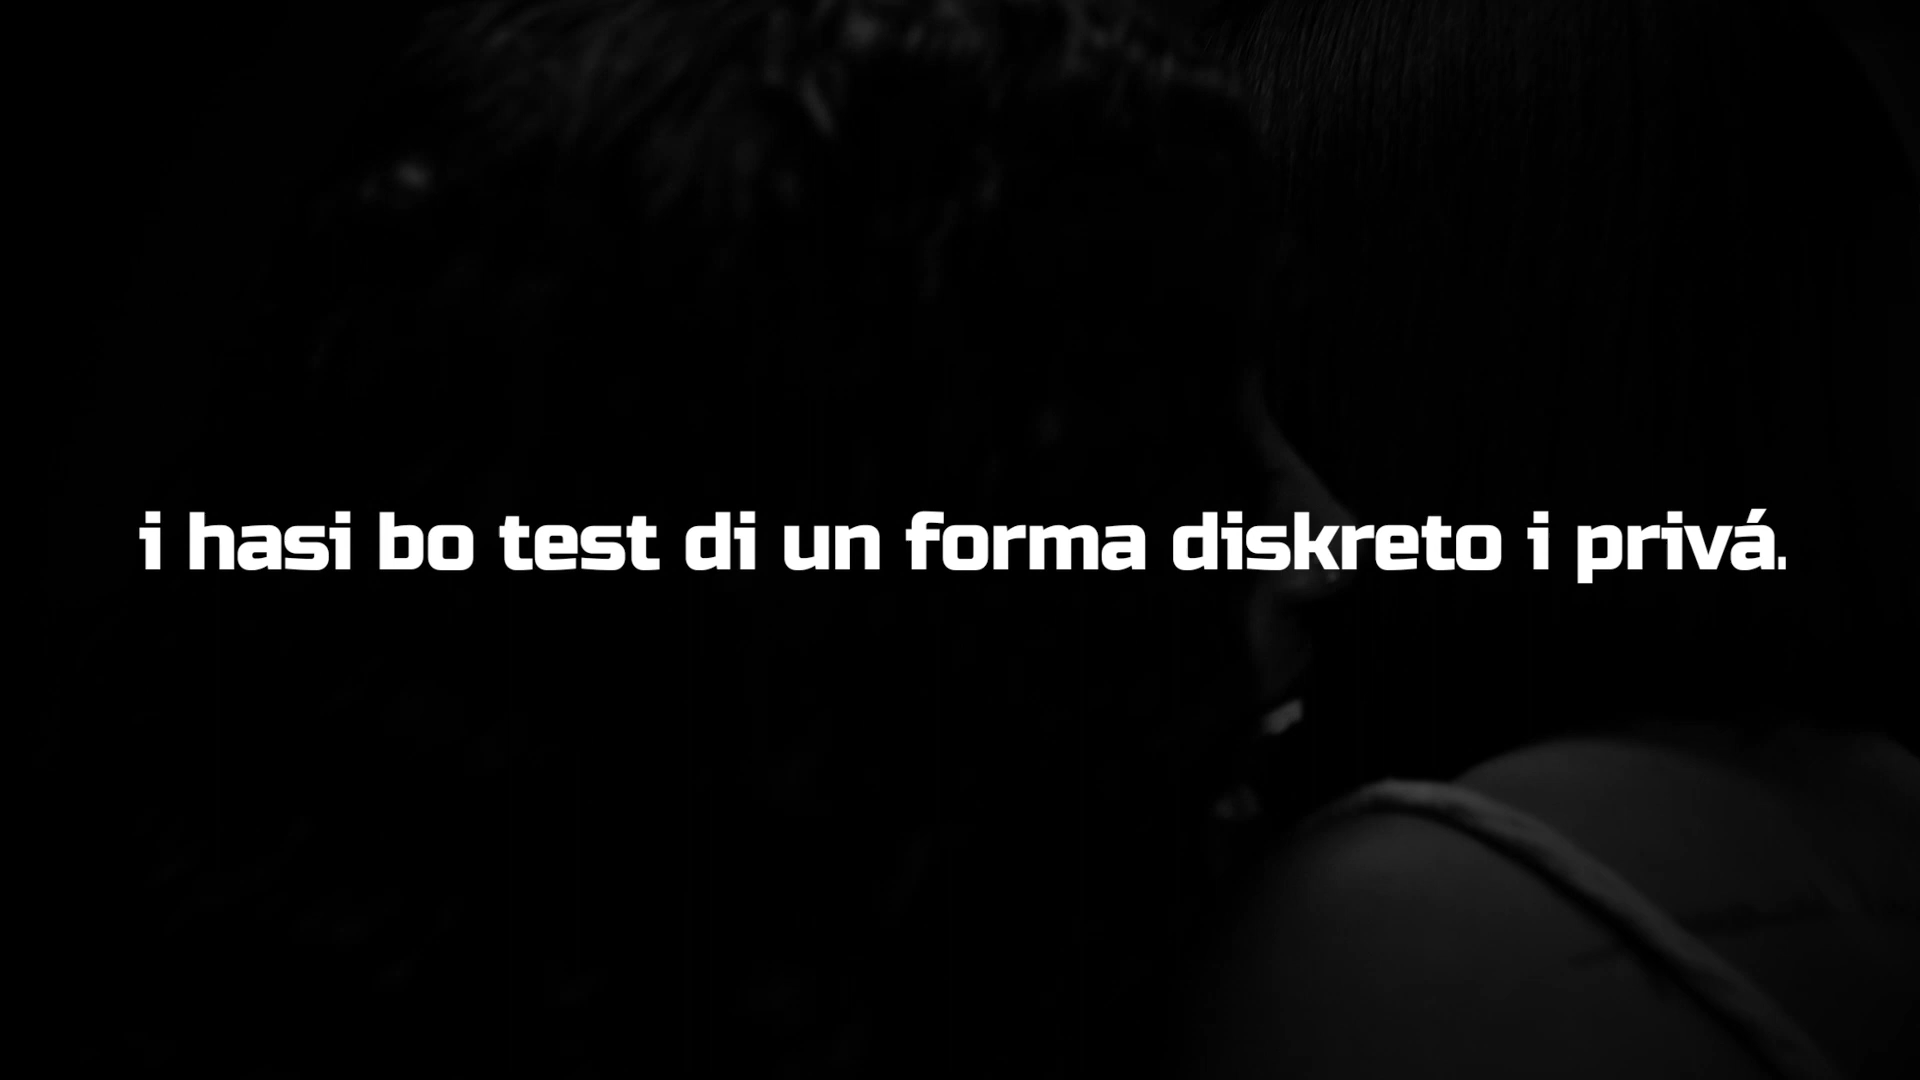 i hasi bo test di un forma diskreto i privá.